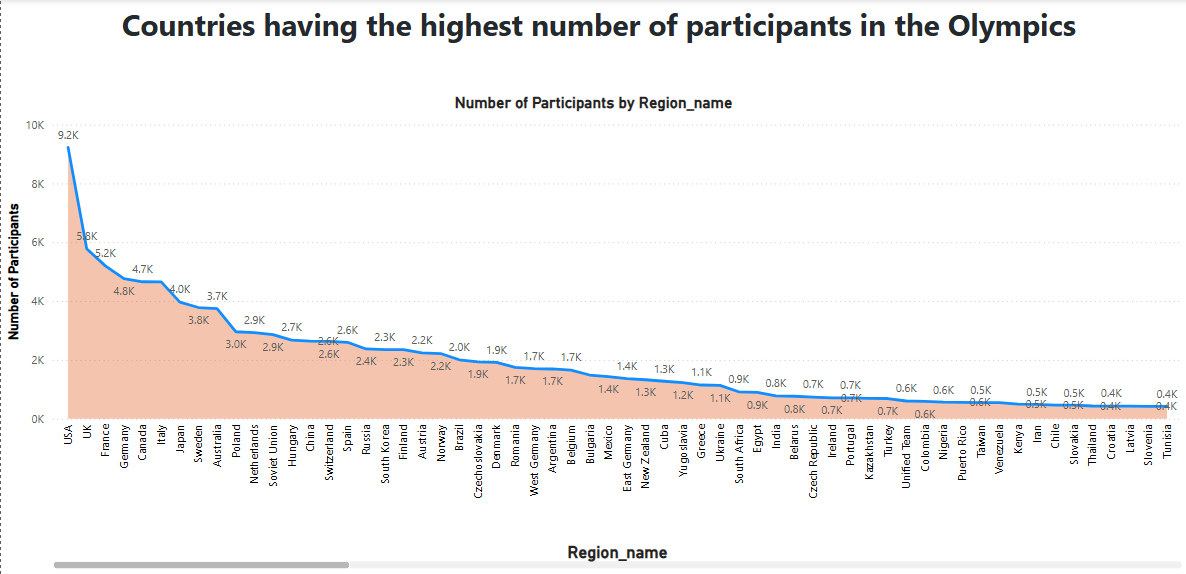 Countries having the highest number of participants in the Olympics
Number of Participants by Region_name
Number of Participants
10K
8K
6K
4K
2K
0K
9.2K
5.8K
5.2K
4.8K
4.7K
4.0K
3.8K
3.7K
3.0K
2.9K
2.9K
2.7K
2.6K
2.6K
2.6K
2.4K
2.3K
2.3K
2.2K
2.2K
2.0K
1.9K
1.9K
1.7K
1.7K
1.7K
1.7K
1.4K
1.4K
1.3K
1.3K
1.2K
1.1K
1.1K
0.9K
0.9K
0.8K
0.8K
0.7K
0.7K
0.7K
0.7K
0.7K
0.6K
0.6K
0.6K
0.6K
0.5K
0.5K
0.5K
0.5K
0.5K
0.4K
0.4K
0.4K
0.4K
USA
UK
France
Germany
Canada
Italy
Japan
Sweden
Australia
Poland
Netherlands
Soviet Union
Hungary
China
Switzerland
Spain
Russia
South Korea
Finland
Austria
Norway
Brazil
Czechoslovakia
Denmark
Romania
West Germany
Argentina
Belgium
Bulgaria
Mexico
East Germany
New Zealand
Cuba
Yugoslavia
Greece
Ukraine
South Africa
Egypt
India
Belarus
Czech Republic
Ireland
Portugal
Kazakhstan
Turkey
Unified Team
Colombia
Nigeria
Puerto Rico
Taiwan
Venezuela
Kenya
Iran
Chile
Slovakia
Thailand
Croatia
Latvia
Slovenia
Tunisia
Region_name